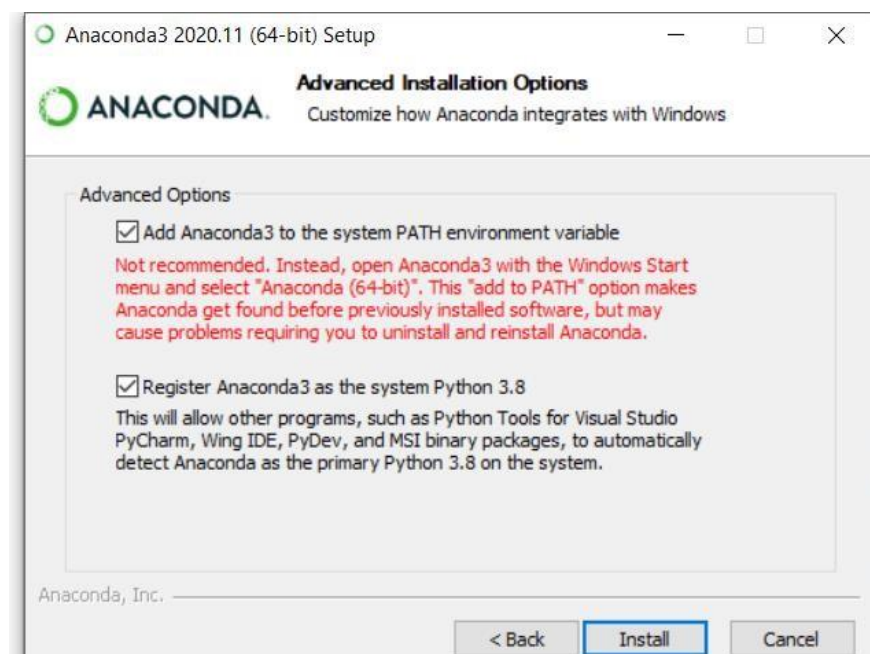 Anaconda3 2020.11 (64-bit) Setup
ANACONDA.
Advanced Installation Options
Customize how Anaconda integrates with Windows
Advanced Options
Add Anaconda3 to the system PATH environment variable
Not recommended. Instead, open Anaconda3 with the Windows Start
menu and select "Anaconda (64-bit)". This "add to PATH" option makes
Anaconda get found before previously installed software, but may
cause problems requiring you to uninstall and reinstall Anaconda.
Register Anaconda3 as the system Python 3.8
This will allow other programs, such as Python Tools for Visual Studio
PyCharm, Wing IDE, PyDev, and MSI binary packages, to automatically
detect Anaconda as the primary Python 3.8 on the system.
Anaconda, Inc.
< Back Install Cancel